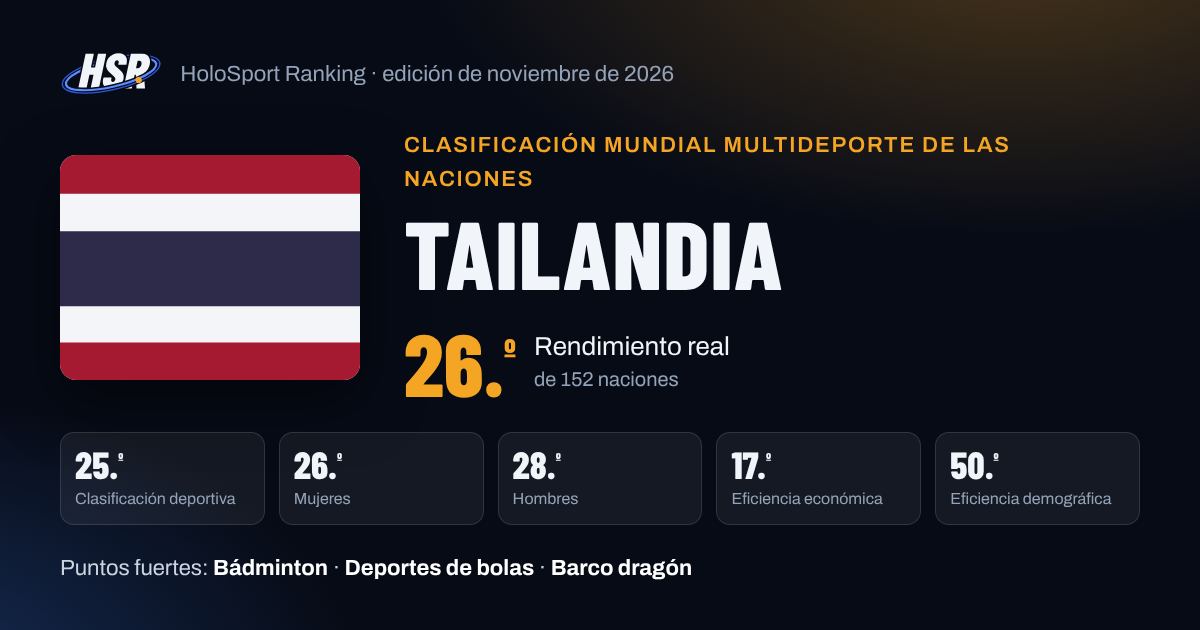 HSR
HoloSport Ranking · edición de noviembre de 2026
CLASIFICACIÓN MUNDIAL MULTIDEPORTE DE LAS
NACIONES
TAILANDIA
26.º Rendimiento real
de 152 naciones
25.º
Clasificación deportiva
26.º
Mujeres
28.º
Hombres
17.º
Eficiencia económica
50.º
Eficiencia demográfica
Puntos fuertes: Bádminton · Deportes de bolas · Barco dragón